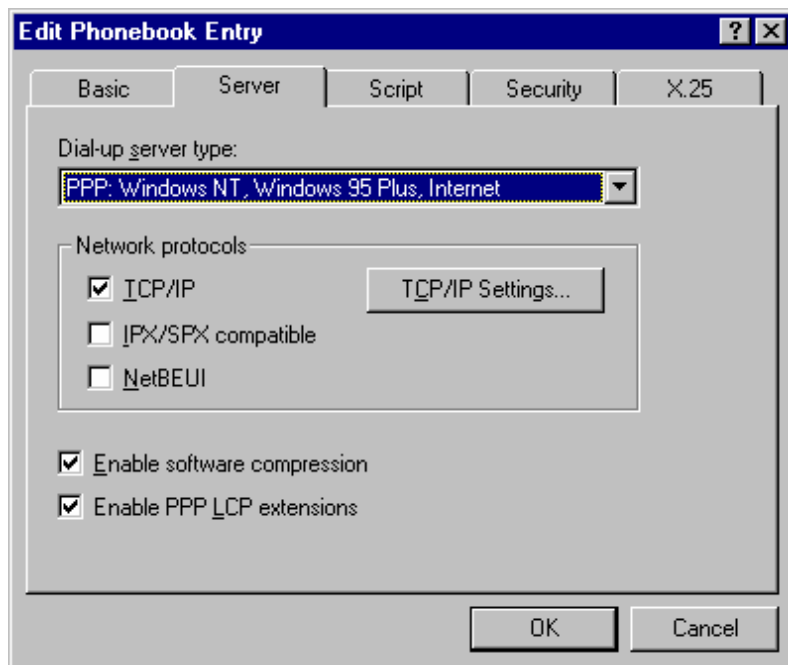 Edit Phonebook Entry
Basic Server Script Security X.25
Dial-up server type:
PPP: Windows NT, Windows 95 Plus, Internet
Network protocols
TCP/IP TCP/IP Settings...
IPX/SPX compatible
NetBEUI
Enable software compression
Enable PPP LCP extensions
OK Cancel